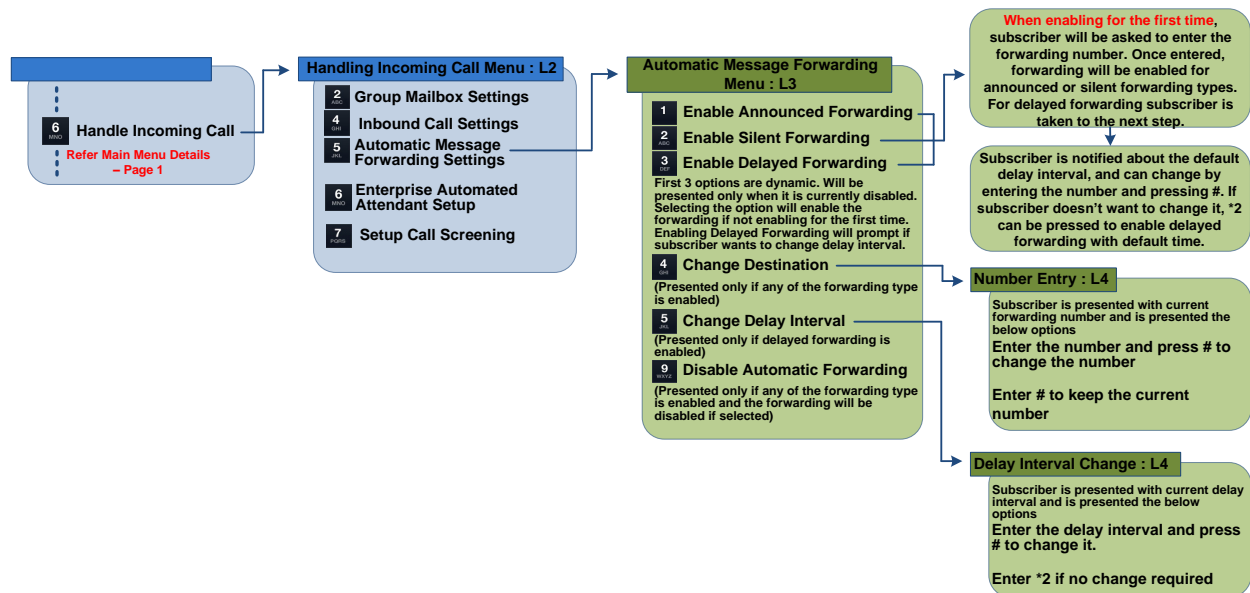 6
MNO
Handle Incoming Call
Refer Main Menu Details
– Page 1
Handling Incoming Call Menu : L2
2
ABC
Group Mailbox Settings
4
GHI
Inbound Call Settings
5
JKL
Automatic Message
Forwarding Settings
6
MNO
Enterprise Automated
Attendant Setup
7
PQRS
Setup Call Screening
Automatic Message Forwarding
Menu : L3
1
Enable Announced Forwarding
2
ABC
Enable Silent Forwarding
3
DEF
Enable Delayed Forwarding
First 3 options are dynamic. Will be
presented only when it is currently disabled.
Selecting the option will enable the
forwarding if not enabling for the first time.
Enabling Delayed Forwarding will prompt if
subscriber wants to change delay interval.
4
GHI
Change Destination
(Presented only if any of the forwarding type
is enabled)
5
JKL
Change Delay Interval
(Presented only if delayed forwarding is
enabled)
9
WXYZ
Disable Automatic Forwarding
(Presented only if any of the forwarding type
is enabled and the forwarding will be
disabled if selected)
When enabling for the first time,
subscriber will be asked to enter the
forwarding number. Once entered,
forwarding will be enabled for
announced or silent forwarding types.
For delayed forwarding subscriber is
taken to the next step.
Subscriber is notified about the default
delay interval, and can change by
entering the number and pressing #. If
subscriber doesn't want to change it, *2
can be pressed to enable delayed
forwarding with default time.
Number Entry : L4
Subscriber is presented with current
forwarding number and is presented the
below options
Enter the number and press # to
change the number
Enter # to keep the current
number
Delay Interval Change : L4
Subscriber is presented with current delay
interval and is presented the below
options
Enter the delay interval and press
# to change it.
Enter *2 if no change required